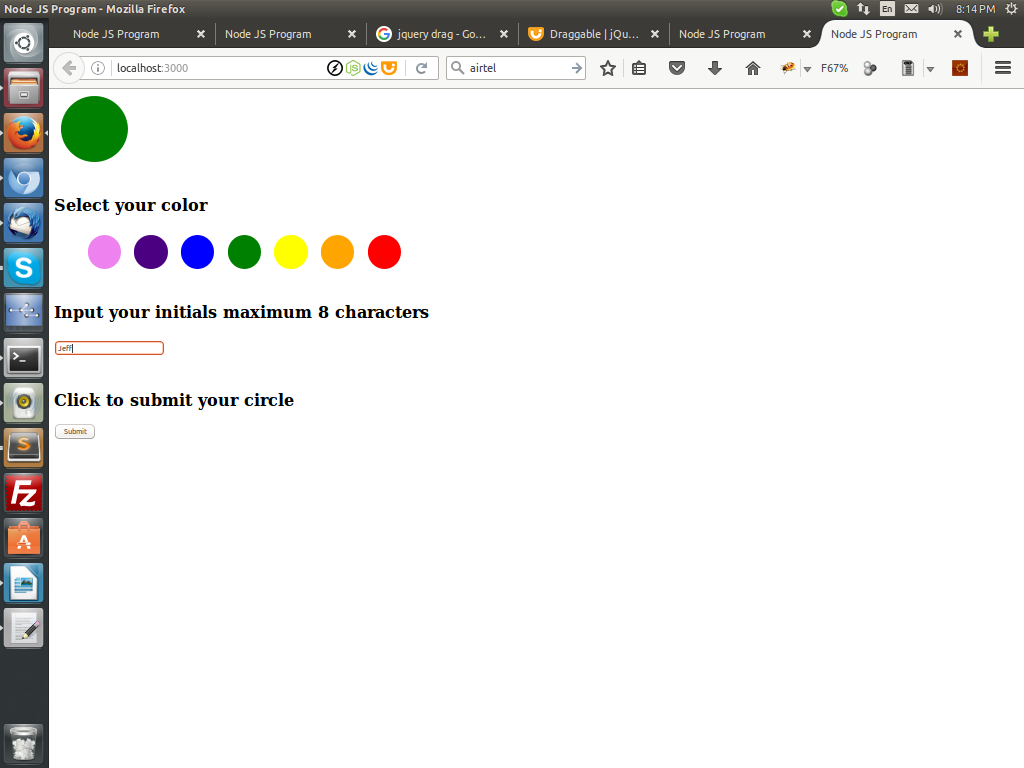 Node JS Program - Mozilla Firefox
En
8:14 PM
Node JS Program
Node JS Program
jquery drag - Go...
Draggable | jQu...
Node JS Program
Node JS Program
localhost:3000
airtel
F67%
Select your color
Input your initials maximum 8 characters
Jeff
Click to submit your circle
Submit